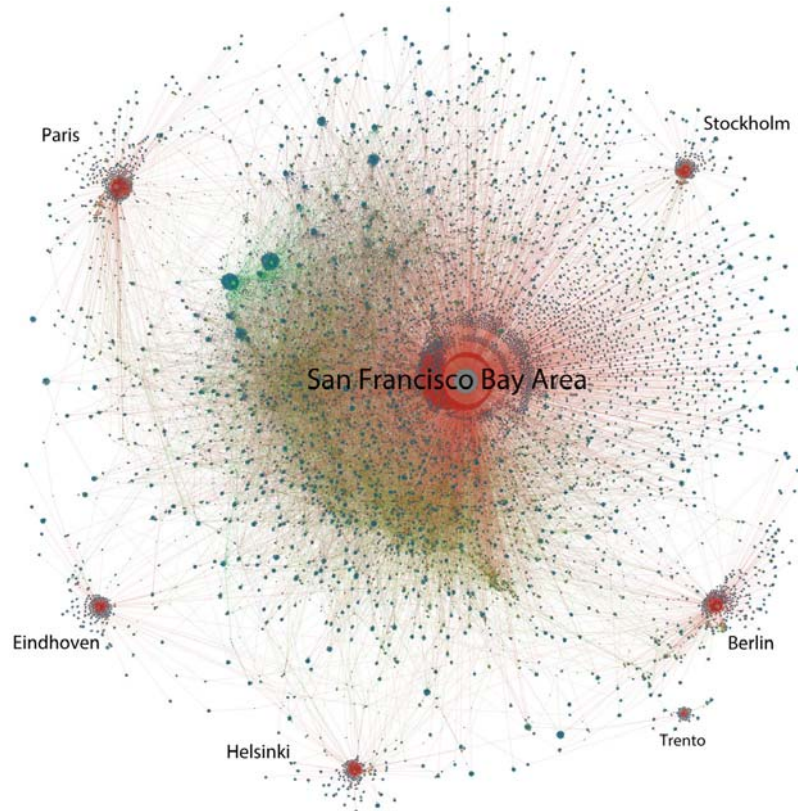 Stockholm
Paris
San Francisco Bay Area
Eindhoven
Berlin
Trento
Helsinki